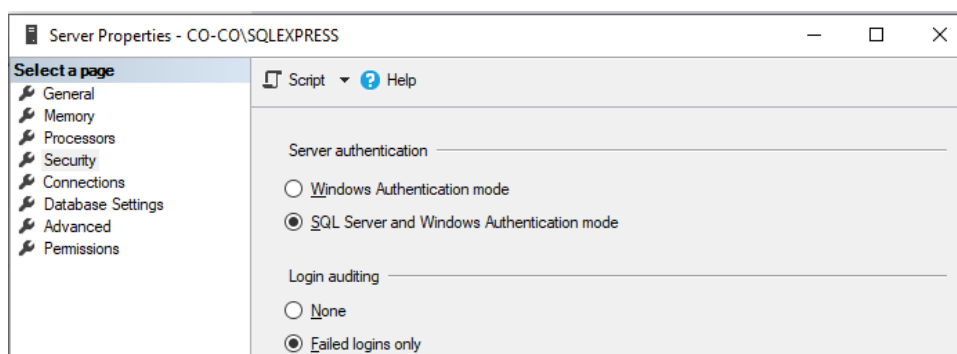 Server Properties - CO-CO\SQLEXPRESS
Select a page
General
Memory
Processors
Security
Connections
Database Settings
Advanced
Permissions
Script Help
Server authentication
Windows Authentication mode
SQL Server and Windows Authentication mode
Login auditing
None
Failed logins only